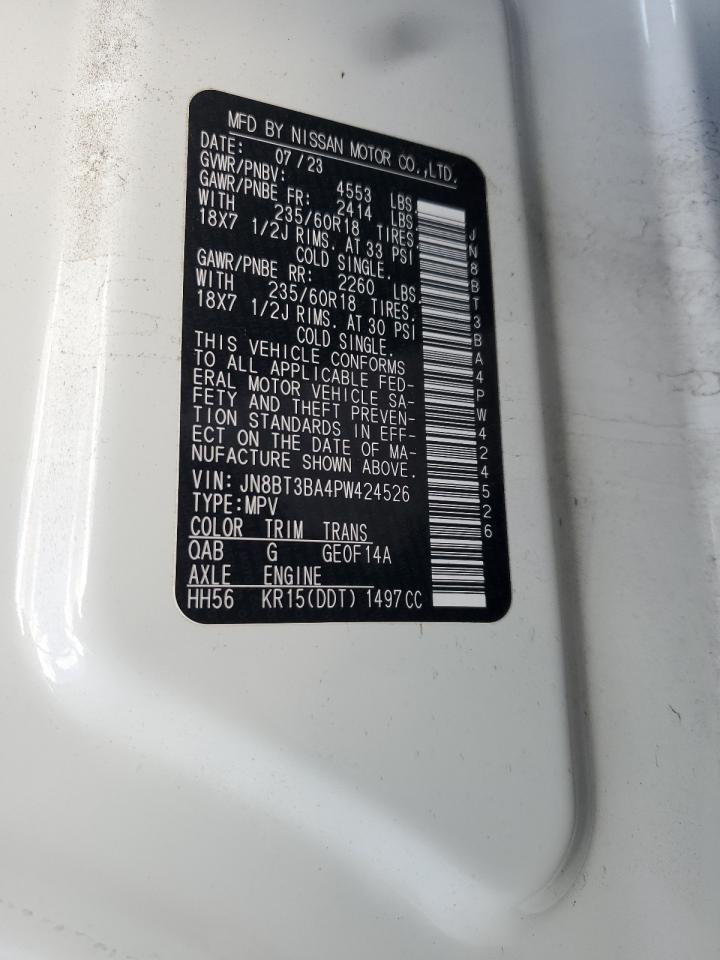 MFD BY NISSAN MOTOR CO.,LTD.
DATE: 07/23
GVWR/PNBV: 4553 LBS.
GAWR/PNBE FR: 2414 LBS.
WITH 235/60R18 TIRES.
18X7 1/2J RIMS. AT 33 PSI
COLD SINGLE.
GAWR/PNBE RR: 2260 LBS.
WITH 235/60R18 TIRES.
18X7 1/2J RIMS. AT 30 PSI
COLD SINGLE.
THIS VEHICLE CONFORMS
TO ALL APPLICABLE FED-
ERAL MOTOR VEHICLE SA-
FETY AND THEFT PREVEN-
TION STANDARDS IN EFF-
ECT ON THE DATE OF MA-
NUFACTURE SHOWN ABOVE.
VIN: JN8BT3BA4PW424526
TYPE:MPV
COLOR TRIM TRANS
QAB G GE0F14A
AXLE ENGINE
HH56 KR15(DDT) 1497CC
JN8BT3BA4PW424526